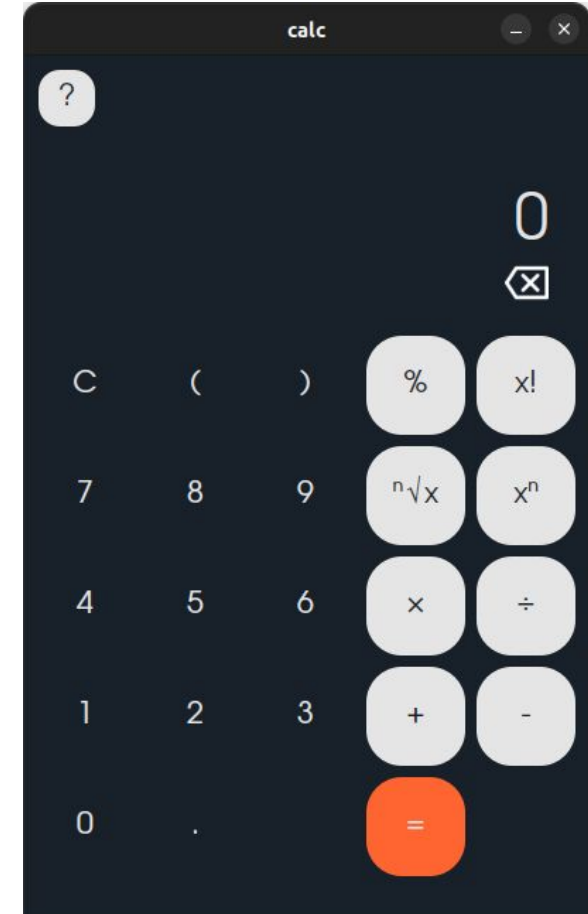 calc
?
0
C ( ) % x!
7 8 9 ⁿ√x xⁿ
4 5 6 × ÷
1 2 3 + -
0 . =